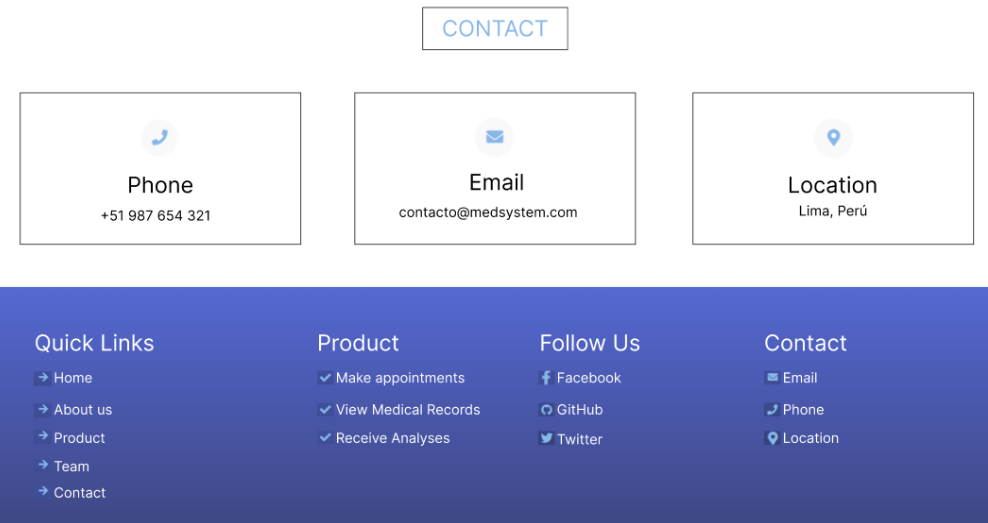 CONTACT
Phone
+51 987 654 321
Email
contacto@medsystem.com
Location
Lima, Perú
Quick Links
Home
About us
Product
Team
Contact
Product
Make appointments
View Medical Records
Receive Analyses
Follow Us
Facebook
GitHub
Twitter
Contact
Email
Phone
Location